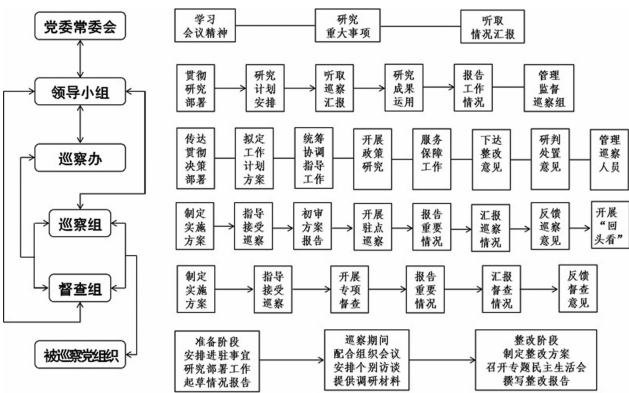 党委常委会
领导小组
巡察办
巡察组
督查组
被巡察党组织
学习
会议精神
研究
重大事项
听取
情况汇报
贯彻
研究
部署
研究
计划
安排
听取
巡察
汇报
研究
成果
运用
报告
工作
情况
管理
监督
巡察组
传达
贯彻
决策
部署
拟定
工作
计划
方案
统筹
协调
指导
工作
开展
政策
研究
服务
保障
工作
下达
整改
意见
研判
处置
意见
管理
巡察
人员
制定
实施
方案
指导
接受
巡察
初审
方案
报告
开展
驻点
巡察
报告
重要
情况
汇报
巡察
情况
反馈
巡察
意见
开展
“回
头看”
制定
实施
方案
指导
接受
巡察
开展
专项
督查
报告
重要
情况
汇报
督查
情况
反馈
督查
意见
准备阶段
安排进驻事宜
研究部署工作
起草情况报告
巡察期间
配合组织会议
安排个别访谈
提供调研材料
整改阶段
制定整改方案
召开专题民主生活会
撰写整改报告